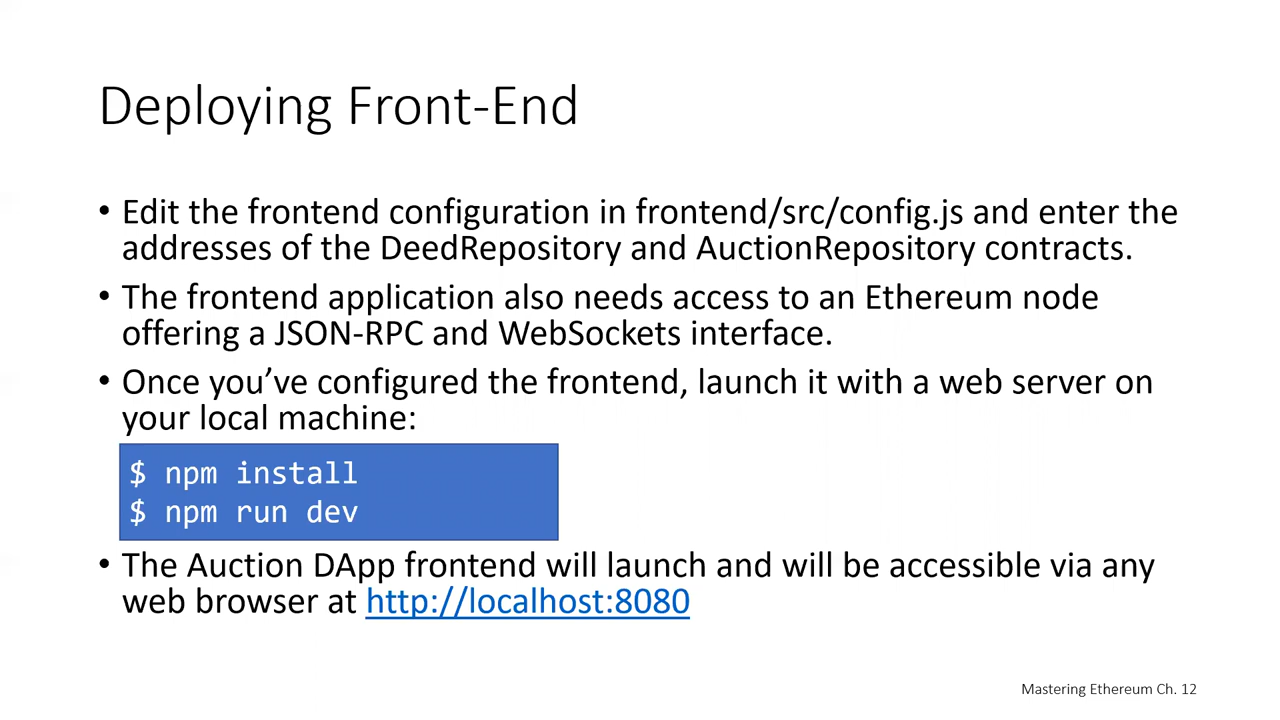 Deploying Front-End
• Edit the frontend configuration in frontend/src/config.js and enter the
addresses of the DeedRepository and AuctionRepository contracts.
• The frontend application also needs access to an Ethereum node
offering a JSON-RPC and WebSockets interface.
• Once you’ve configured the frontend, launch it with a web server on
your local machine:
$ npm install
$ npm run dev
• The Auction DApp frontend will launch and will be accessible via any
web browser at http://localhost:8080
Mastering Ethereum Ch. 12